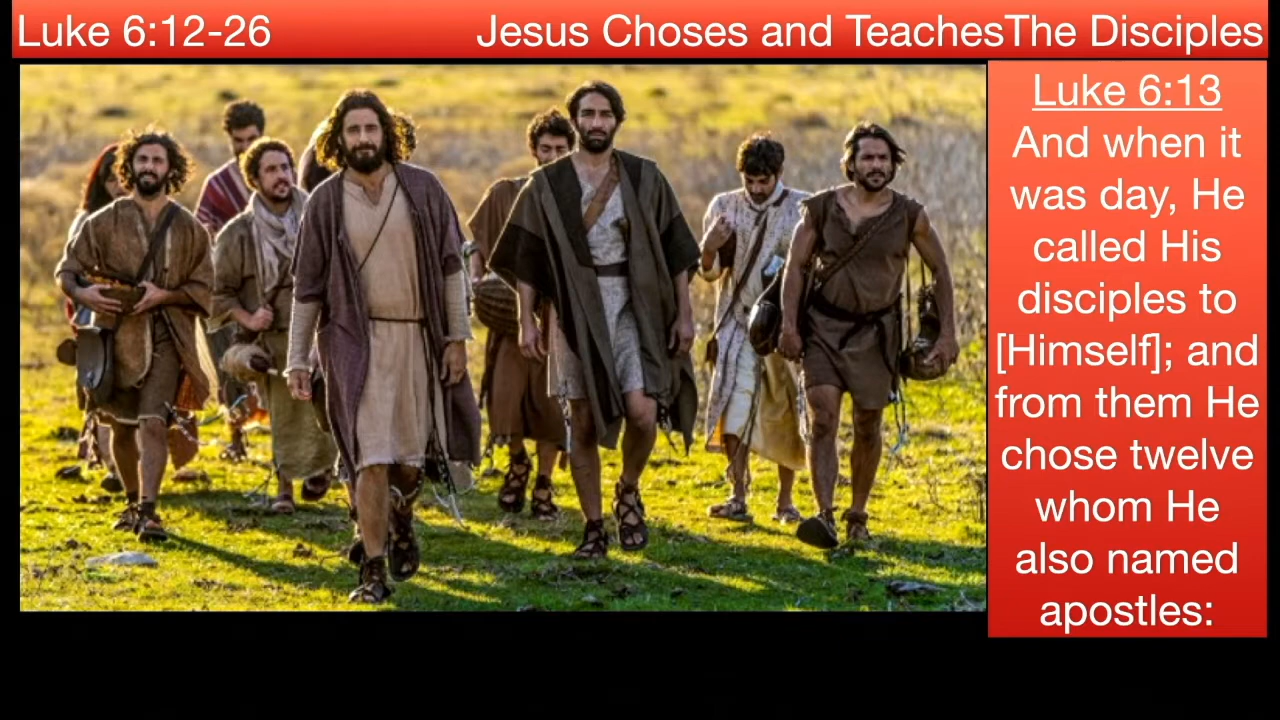 Luke 6:12-26 Jesus Choses and TeachesThe Disciples
Luke 6:13
And when it
was day, He
called His
disciples to
[Himself]; and
from them He
chose twelve
whom He
also named
apostles: